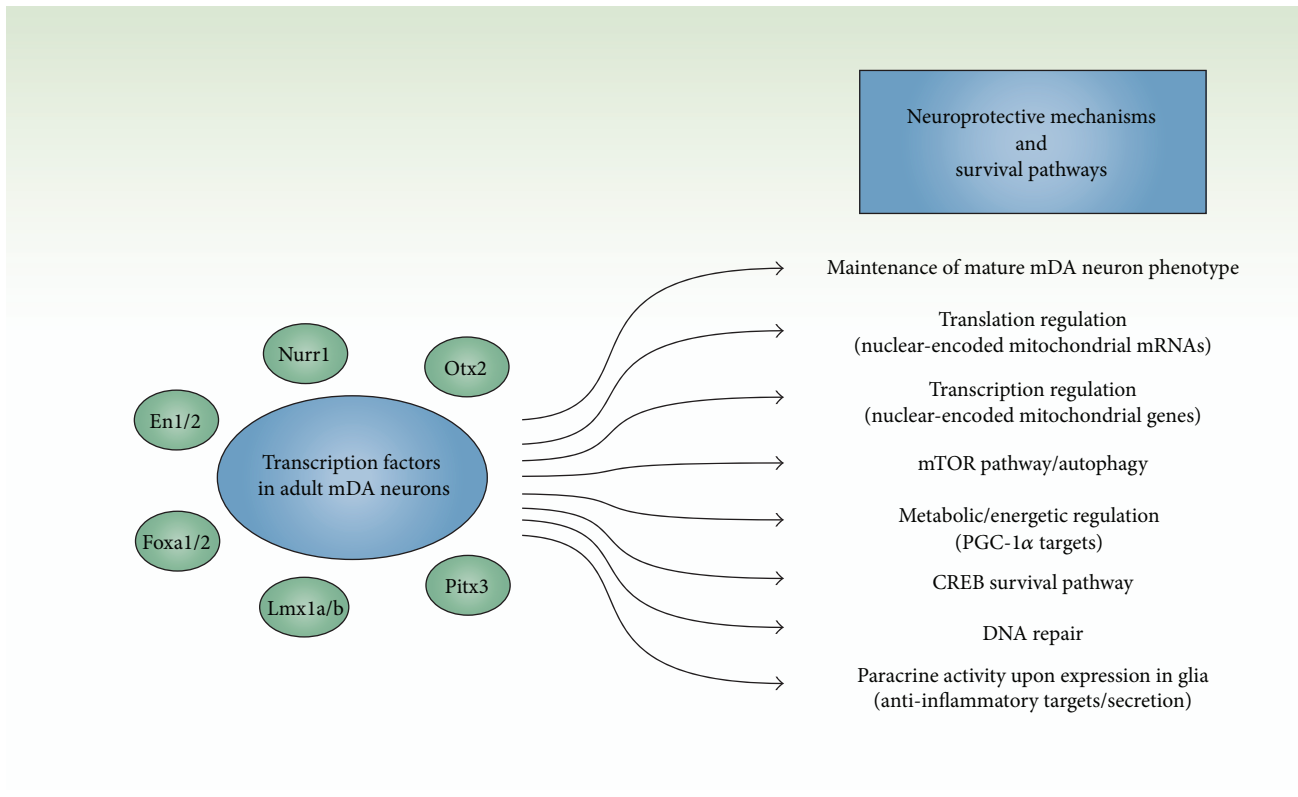 Neuroprotective mechanisms
and
survival pathways
Maintenance of mature mDA neuron phenotype
Translation regulation
(nuclear-encoded mitochondrial mRNAs)
Transcription regulation
(nuclear-encoded mitochondrial genes)
mTOR pathway/autophagy
Metabolic/energetic regulation
(PGC-1α targets)
CREB survival pathway
DNA repair
Paracrine activity upon expression in glia
(anti-inflammatory targets/secretion)
Nurr1
Otx2
En1/2
Transcription factors
in adult mDA neurons
Foxa1/2
Lmx1a/b
Pitx3